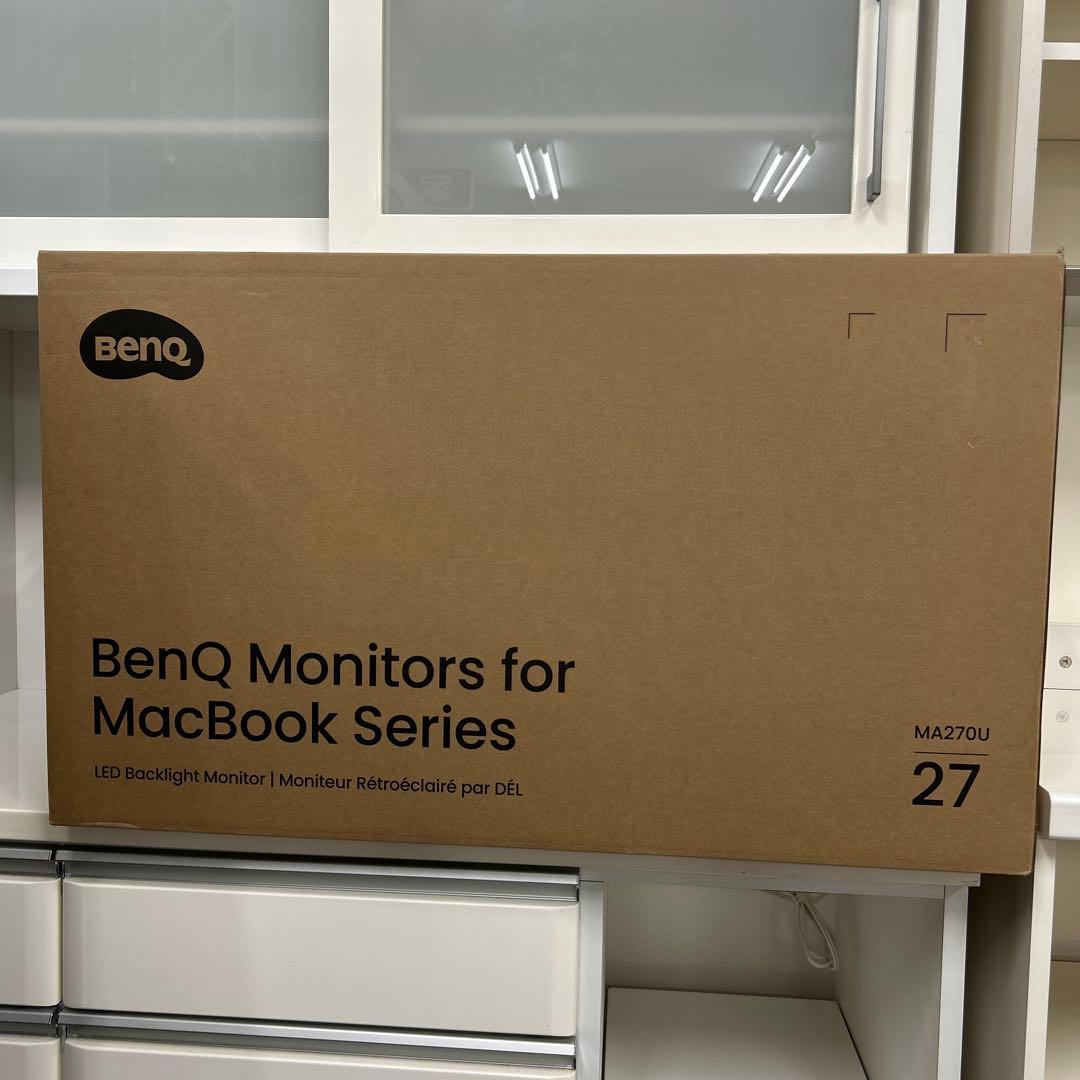 BenQ
BenQ Monitors for
MacBook Series
LED Backlight Monitor | Moniteur Rétroéclairé par DÉL
MA270U
27